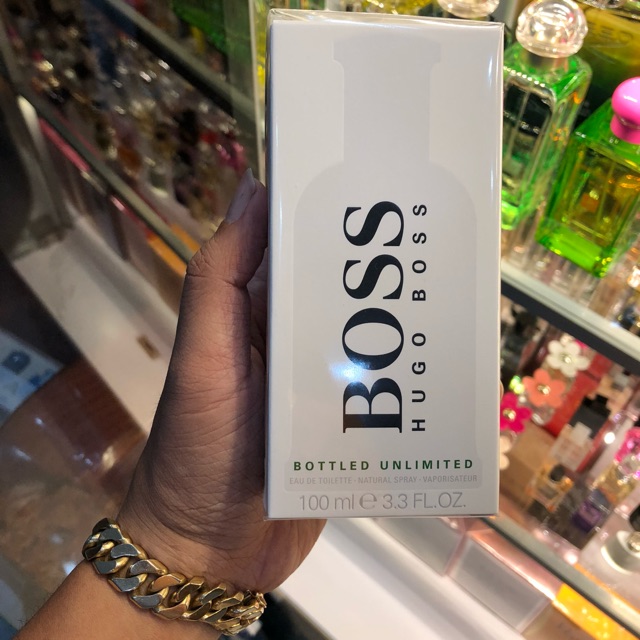 BOSS
HUGO BOSS
BOTTLED UNLIMITED
EAU DE TOILETTE · NATURAL SPRAY · VAPORISATEUR
100 ml ℮ 3.3 FL.OZ.